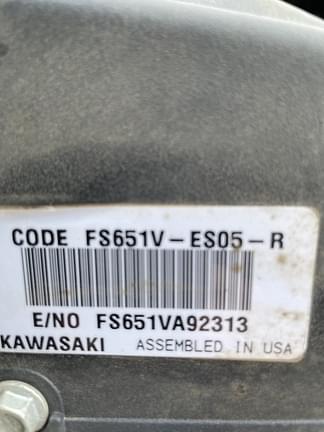 CODE FS651V-ES05-R
E/NO FS651VA92313
KAWASAKI ASSEMBLED IN USA